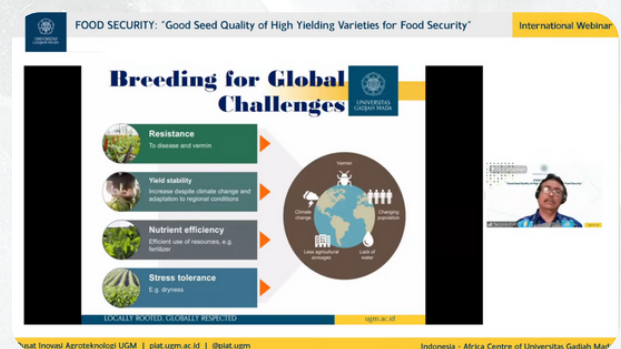 UNIVERSITAS
GADJAH MADA
FOOD SECURITY: "Good Seed Quality of High Yielding Varieties for Food Security"
International Webinar
Breeding for Global
Challenges
UNIVERSITAS
GADJAH MADA
Resistance
To disease and vermin
Yield stability
Increase despite climate change and
adaptation to regional conditions
Nutrient efficiency
Efficient use of resources, e.g.
fertilizer
Stress tolerance
E.g. dryness
Vermin
Climate
change
Changing
population
Less agricultural
acreages
Lack of
water
LOCALLY ROOTED, GLOBALLY RESPECTED
ugm.ac.id
Pusat Inovasi Agroteknologi UGM | piat.ugm.ac.id | @piat.ugm
Indonesia - Africa Centre of Universitas Gadjah Mad